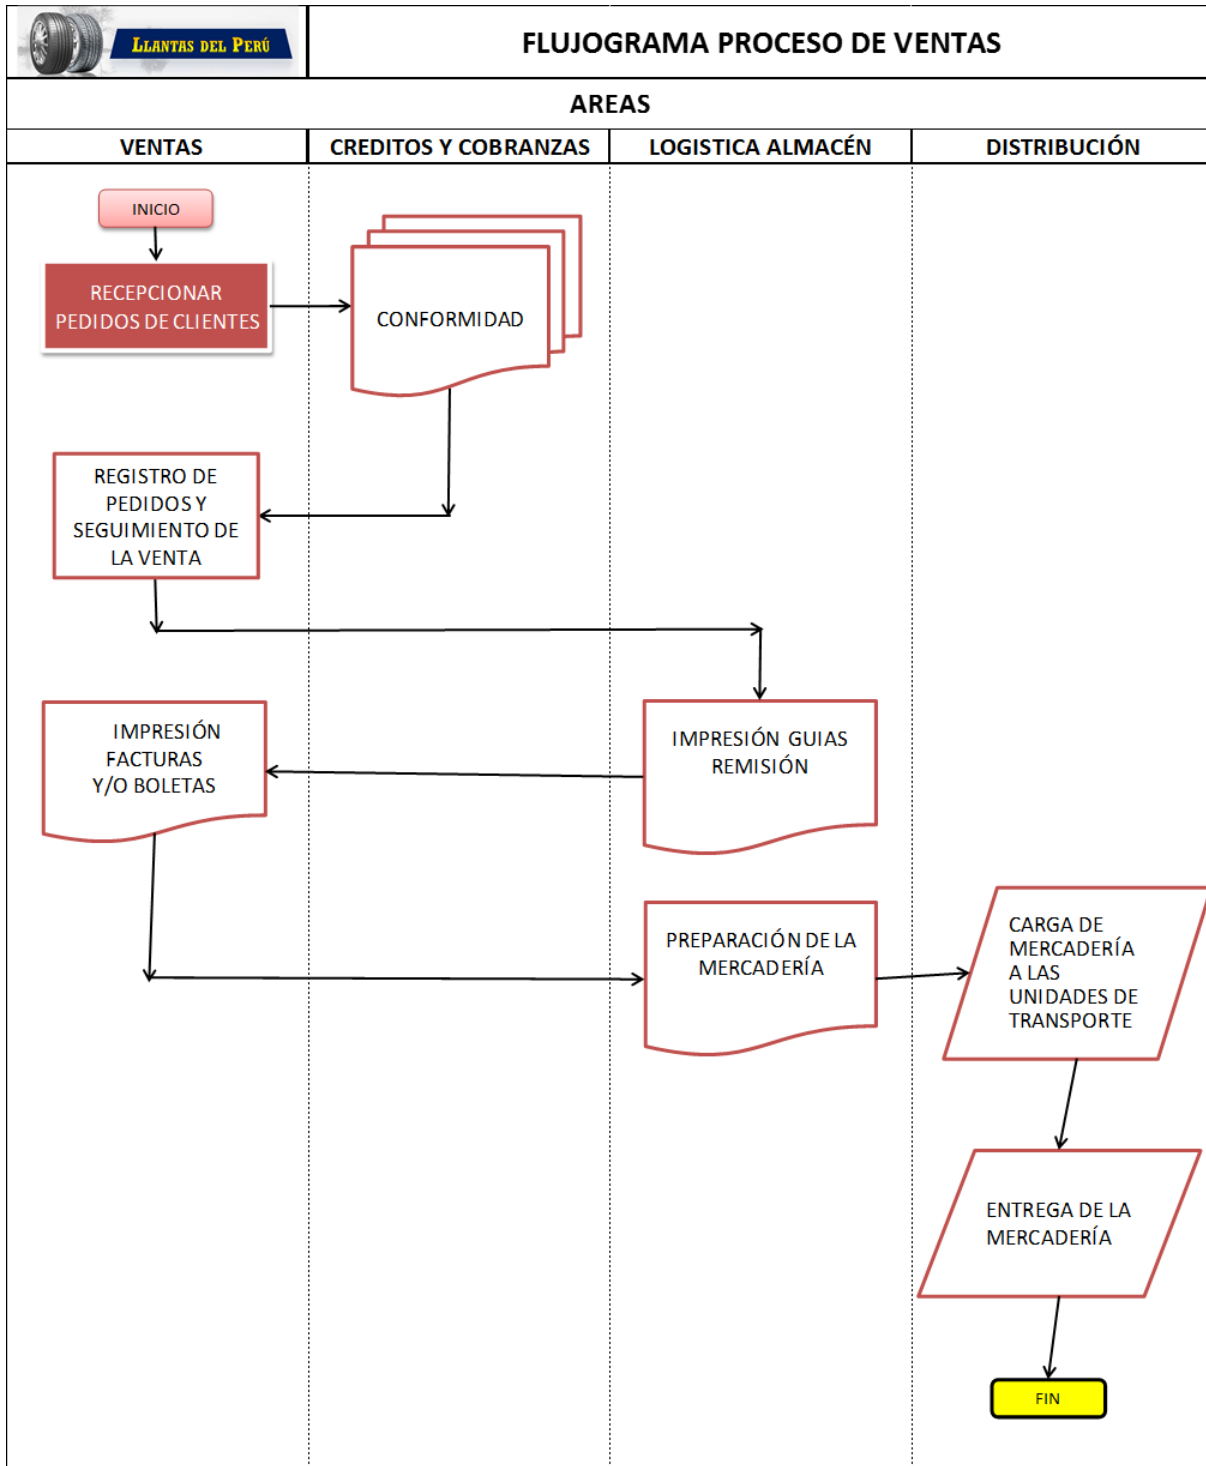 LLANTAS DEL PERÚ
FLUJOGRAMA PROCESO DE VENTAS
AREAS
VENTAS
CREDITOS Y COBRANZAS
LOGISTICA ALMACÉN
DISTRIBUCIÓN
INICIO
RECEPCIONAR
PEDIDOS DE CLIENTES
CONFORMIDAD
REGISTRO DE
PEDIDOS Y
SEGUIMIENTO DE
LA VENTA
IMPRESIÓN GUIAS
REMISIÓN
IMPRESIÓN
FACTURAS
Y/O BOLETAS
PREPARACIÓN DE LA
MERCADERÍA
CARGA DE
MERCADERÍA
A LAS
UNIDADES DE
TRANSPORTE
ENTREGA DE LA
MERCADERÍA
FIN